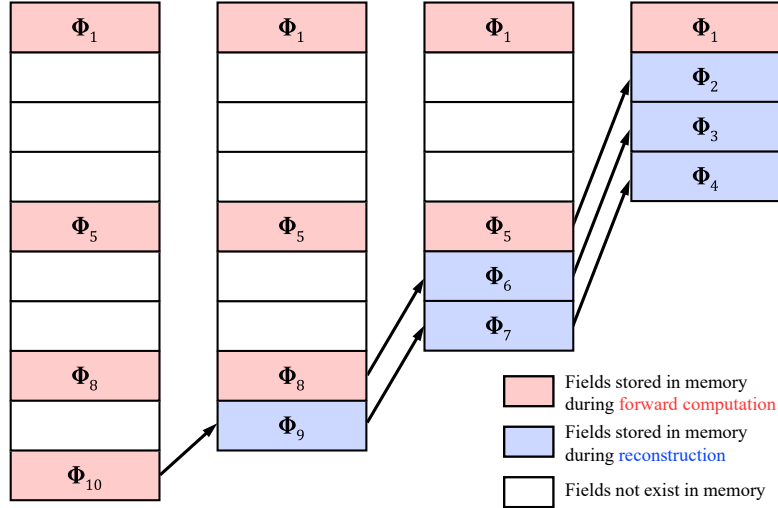 Φ1 Φ1 Φ1 Φ1
Φ2
Φ3
Φ4
Φ5 Φ5 Φ5
Φ6
Φ7
Φ8 Φ8
Φ9
Φ10
Fields stored in memory
during forward computation
Fields stored in memory
during reconstruction
Fields not exist in memory